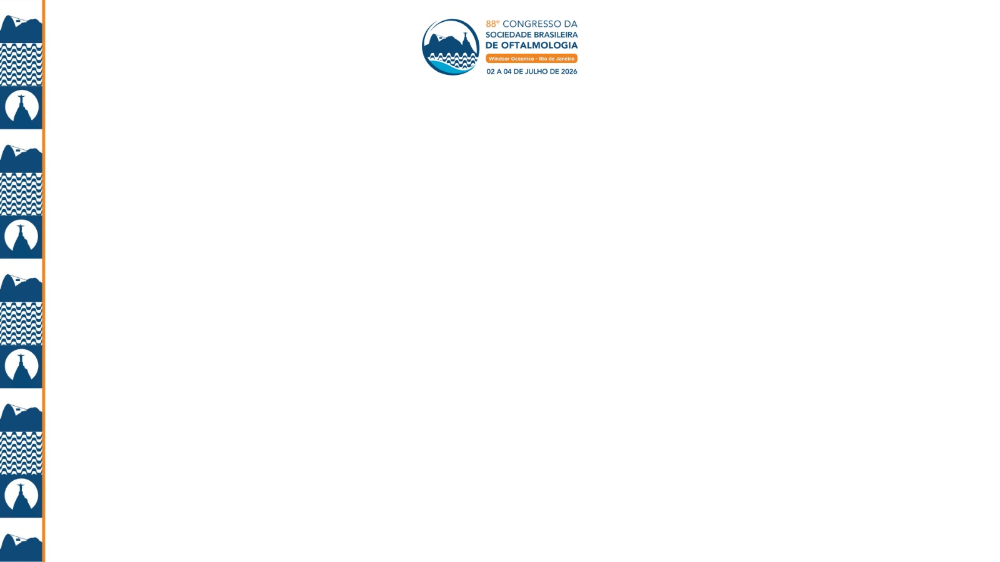 88º CONGRESSO DA
SOCIEDADE BRASILEIRA
DE OFTALMOLOGIA
Windsor Oceanico - Rio de Janeiro
02 A 04 DE JULHO DE 2026